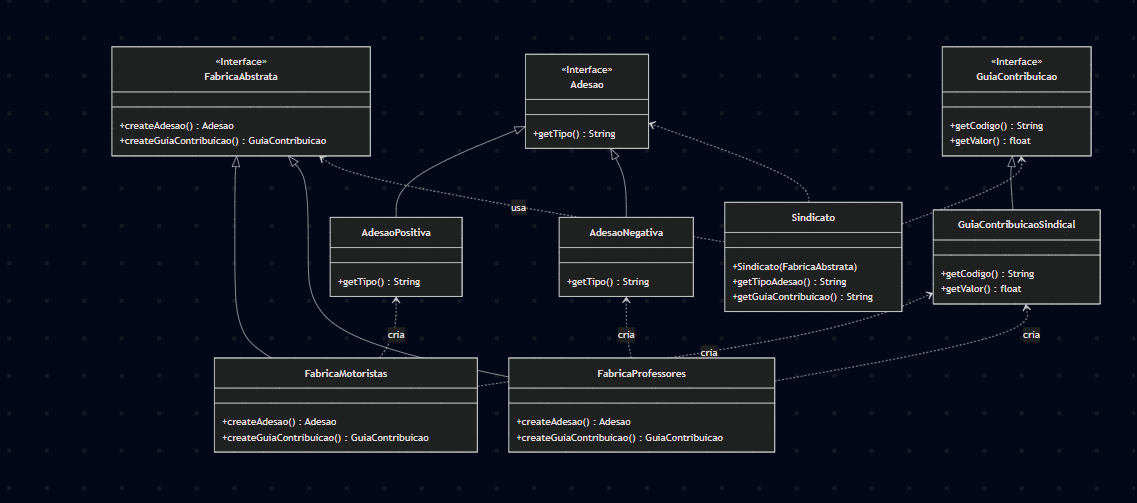 «Interface»
FabricaAbstrata
+createAdesao() : Adesao
+createGuiaContribuicao() : GuiaContribuicao
«Interface»
Adesao
+getTipo() : String
«Interface»
GuiaContribuicao
+getCodigo() : String
+getValor() : float
usa
AdesaoPositiva
+getTipo() : String
AdesaoNegativa
+getTipo() : String
Sindicato
+Sindicato(FabricaAbstrata)
+getTipoAdesao() : String
+getGuiaContribuicao() : String
GuiaContribuicaoSindical
+getCodigo() : String
+getValor() : float
cria
cria
cria
cria
FabricaMotoristas
+createAdesao() : Adesao
+createGuiaContribuicao() : GuiaContribuicao
FabricaProfessores
+createAdesao() : Adesao
+createGuiaContribuicao() : GuiaContribuicao